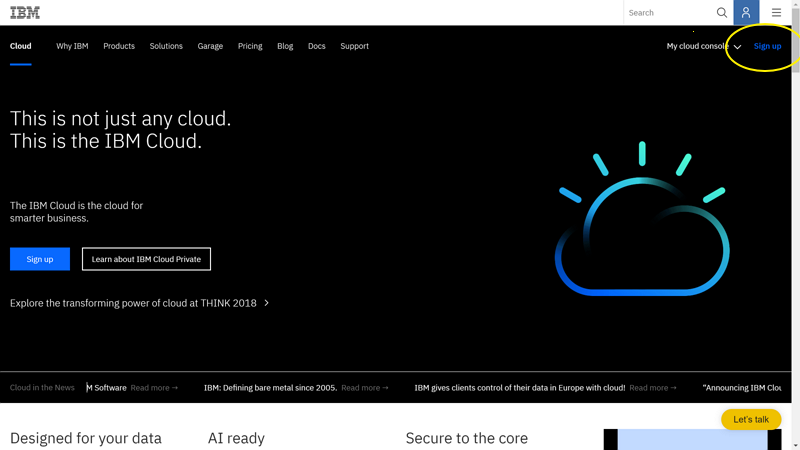 IBM
Search
Cloud Why IBM Products Solutions Garage Pricing Blog Docs Support My cloud console Sign up
This is not just any cloud.
This is the IBM Cloud.
The IBM Cloud is the cloud for
smarter business.
Sign up Learn about IBM Cloud Private
Explore the transforming power of cloud at THINK 2018
Cloud in the News M Software Read more → IBM: Defining bare metal since 2005. Read more → IBM gives clients control of their data in Europe with cloud! Read more → "Announcing IBM Clou
Let's talk
Designed for your data AI ready Secure to the core